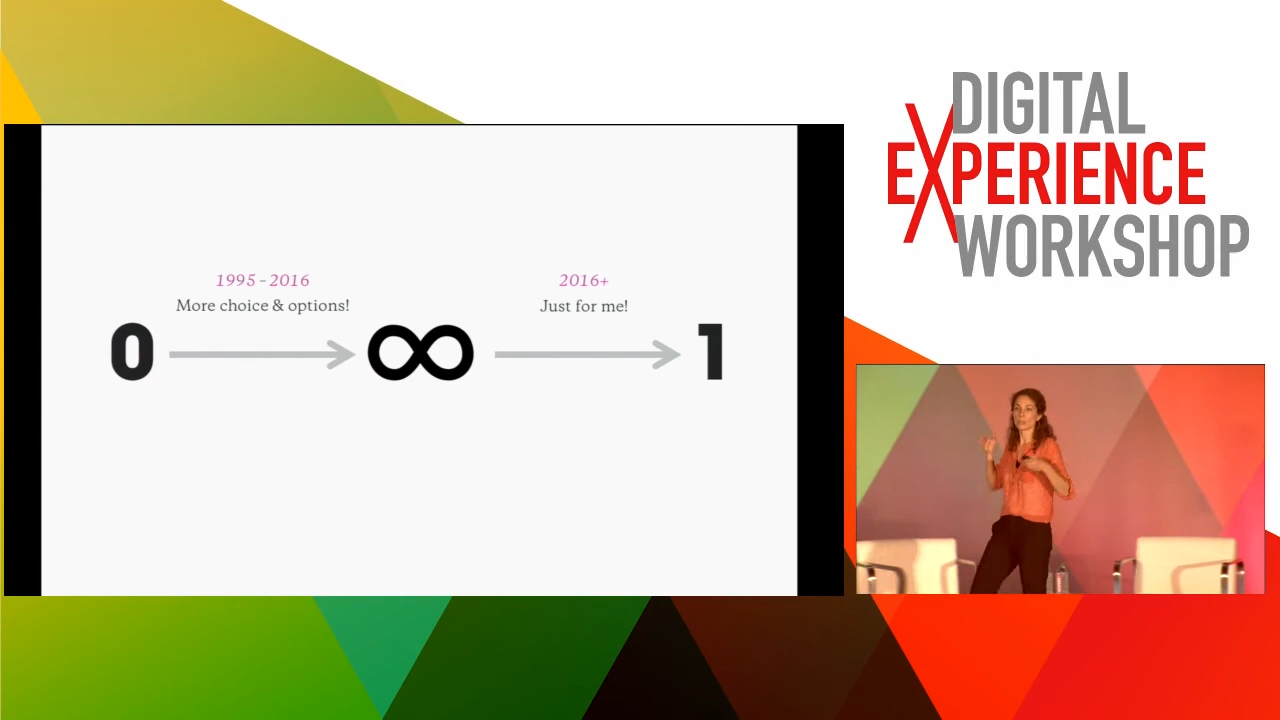 1995 - 2016
More choice & options!
2016+
Just for me!
0
∞
1
DIGITAL
EXPERIENCE
WORKSHOP